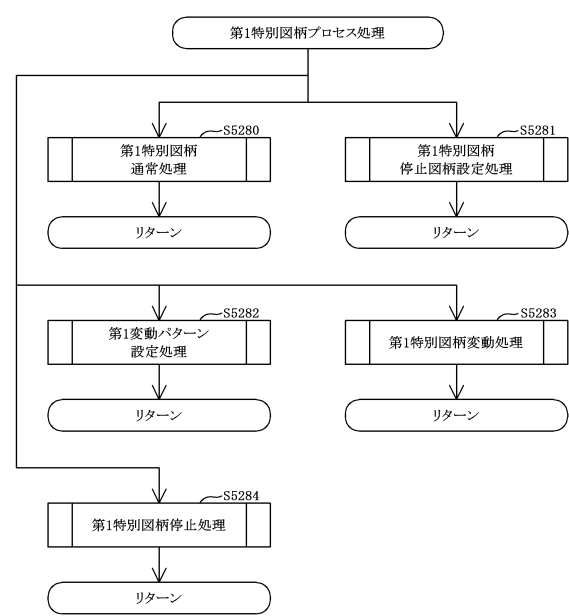 第1特別図柄プロセス処理
S5280
第1特別図柄
通常処理
リターン
S5281
第1特別図柄
停止図柄設定処理
リターン
S5282
第1変動パターン
設定処理
リターン
S5283
第1特別図柄変動処理
リターン
S5284
第1特別図柄停止処理
リターン